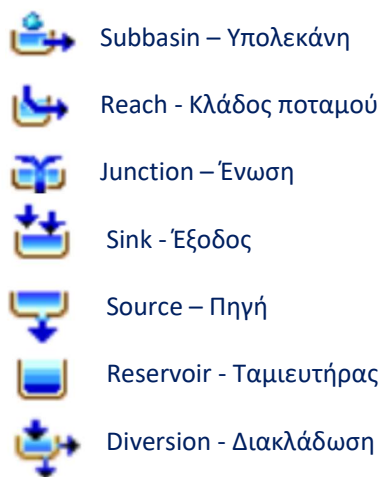 Subbasin – Υπολεκάνη
Reach - Κλάδος ποταμού
Junction – Ένωση
Sink - Έξοδος
Source – Πηγή
Reservoir - Ταμιευτήρας
Diversion - Διακλάδωση